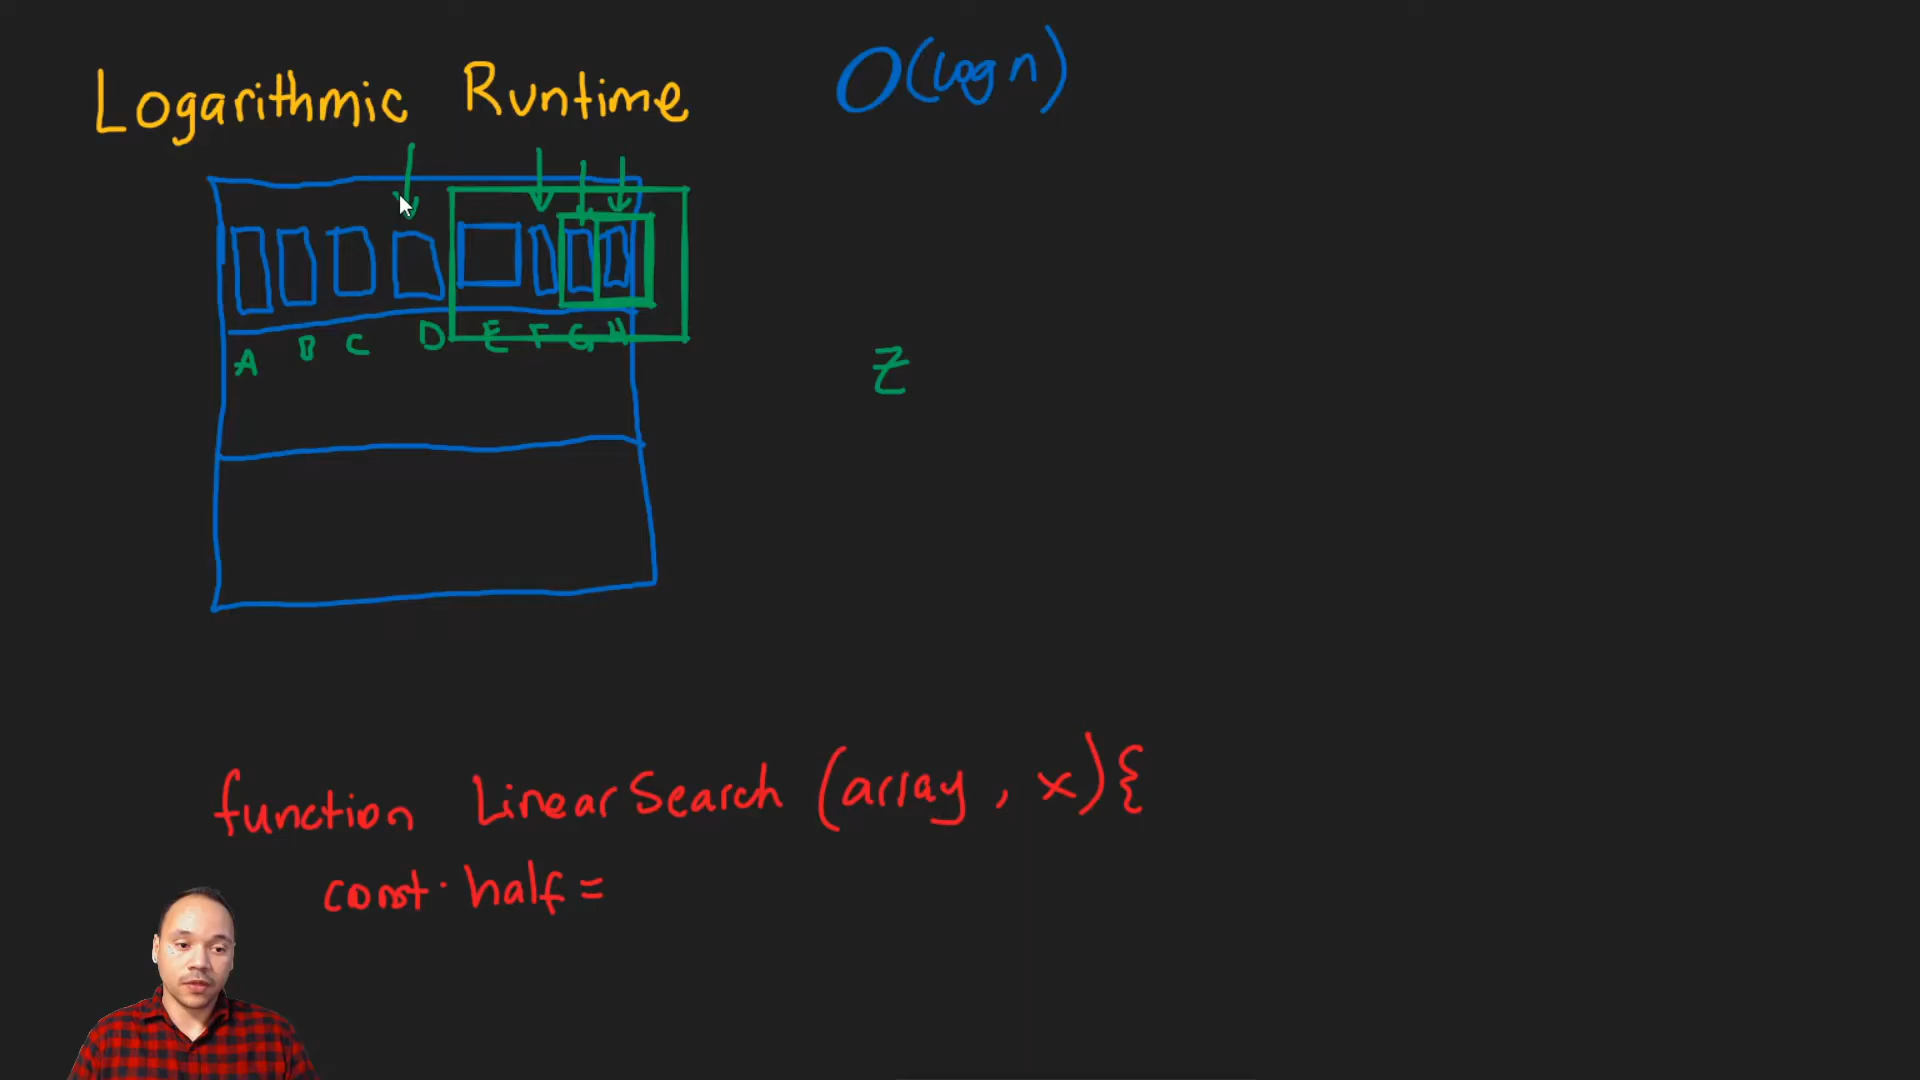 Logarithmic Runtime O(log n)
A B C D E F G H
Z
function LinearSearch (array, x){
const half =